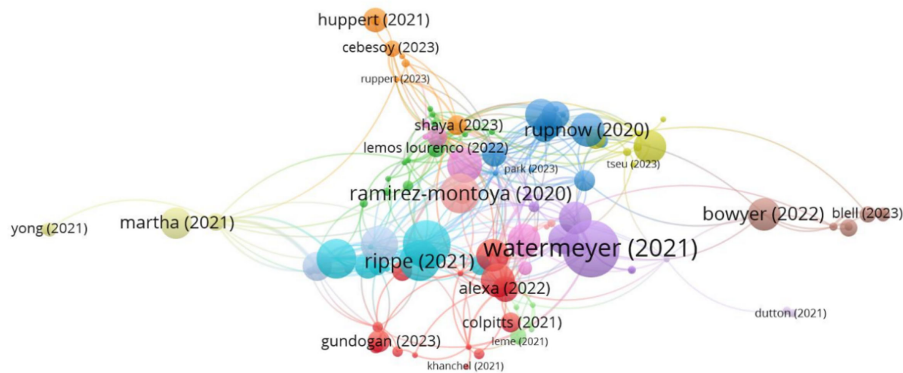 huppert (2021)
cebesoy (2023)
ruppert (2023)
shaya (2023)
rupnow (2020)
lemos lourenco (2022)
park (2023)
tseu (2023)
ramirez-montoya (2020)
bowyer (2022)
blell (2023)
martha (2021)
yong (2021)
watermeyer (2021)
rippe (2021)
alexa (2022)
dutton (2021)
colpitts (2021)
gundogan (2023)
leme (2021)
khanchel (2021)